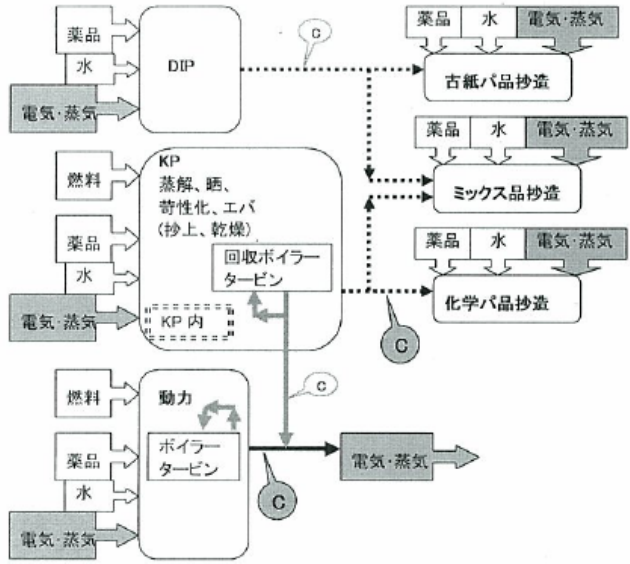 薬品
水
電気・蒸気
DIP
C
薬品 水 電気・蒸気
古紙パ品抄造
燃料
薬品
水
電気・蒸気
KP
蒸解、晒、
苛性化、エバ
(抄上、乾燥)
回収ボイラー
タービン
KP 内
薬品 水 電気・蒸気
ミックス品抄造
薬品 水 電気・蒸気
化学パ品抄造
C
C
燃料
薬品
水
電気・蒸気
動力
ボイラー
タービン
C
電気・蒸気